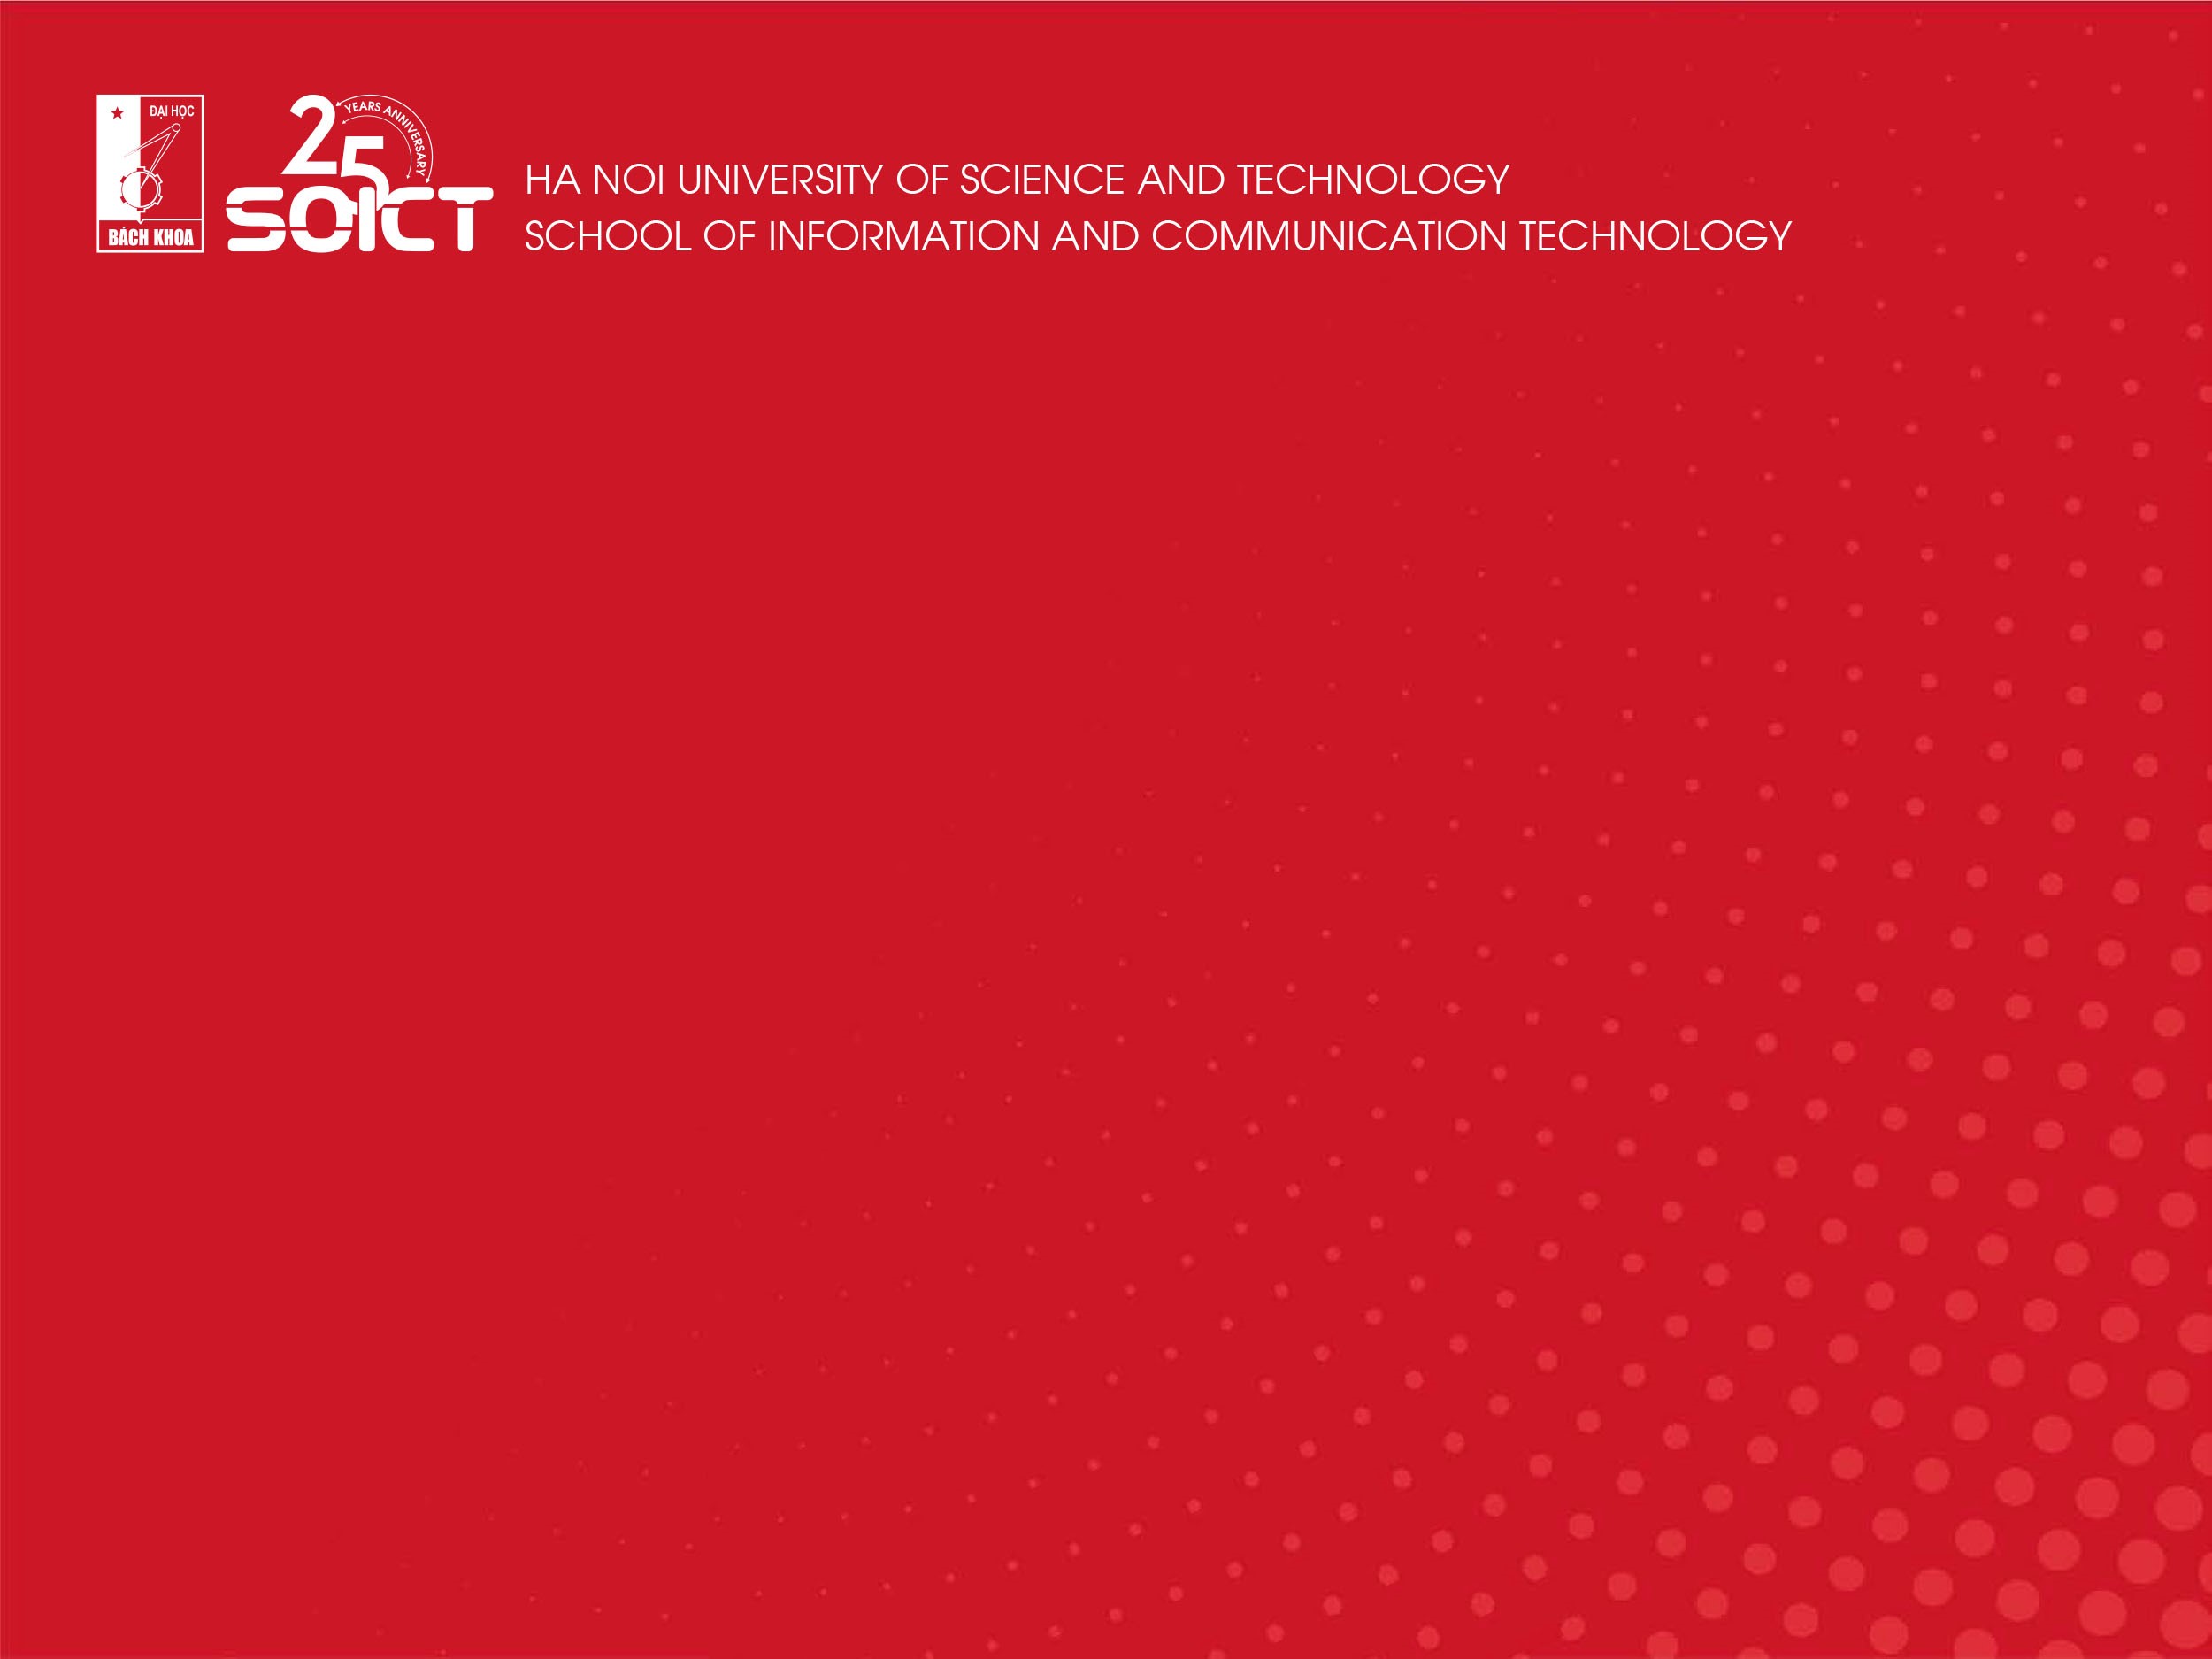 ĐẠI HỌC
BÁCH KHOA
25
YEARS ANNIVERSARY
SOICT
HA NOI UNIVERSITY OF SCIENCE AND TECHNOLOGY
SCHOOL OF INFORMATION AND COMMUNICATION TECHNOLOGY